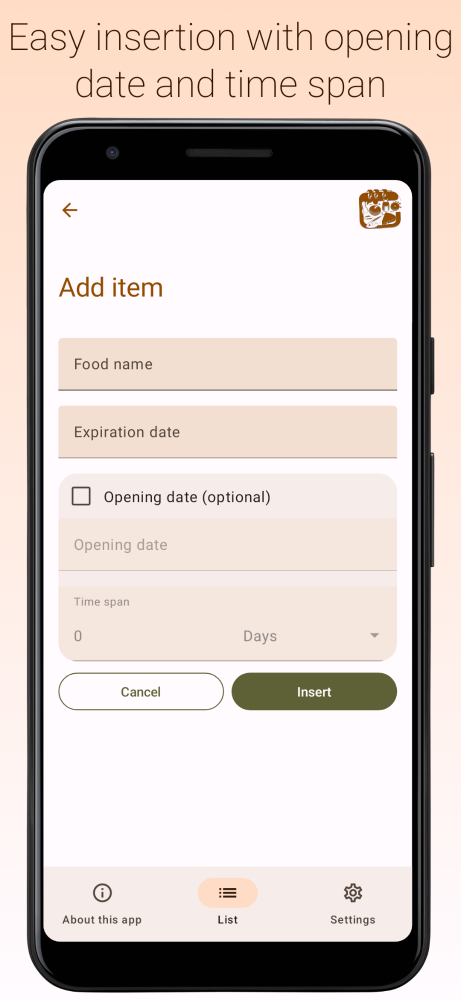 Easy insertion with opening
date and time span
Add item
Food name
Expiration date
Opening date (optional)
Opening date
Time span
0 Days
Cancel Insert
About this app List Settings